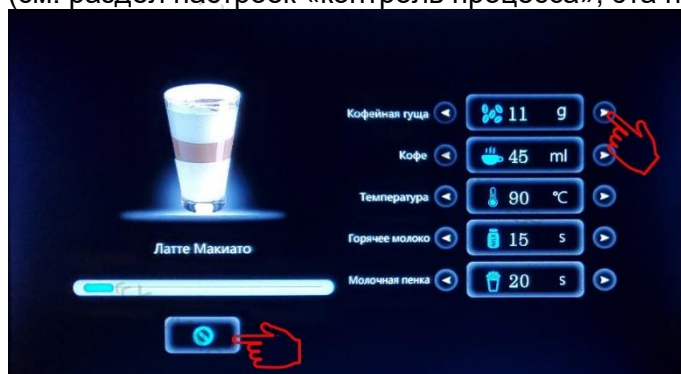 (см. раздел настроек «контроль процесса», эта
Кофейная гуща 11 g
Кофе 45 ml
Температура 90 °C
Горячее молоко 15 s
Молочная пенка 20 s
Латте Макиато